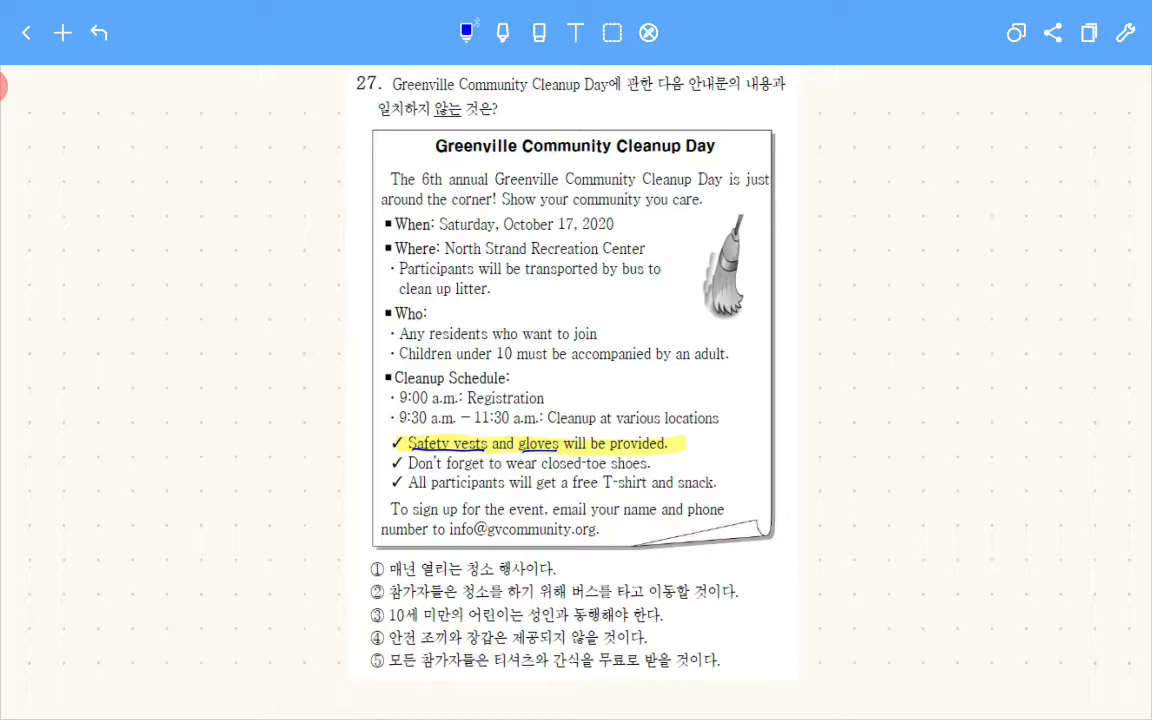 27. Greenville Community Cleanup Day에 관한 다음 안내문의 내용과
일치하지 않는 것은?
Greenville Community Cleanup Day
The 6th annual Greenville Community Cleanup Day is just
around the corner! Show your community you care.
■ When: Saturday, October 17, 2020
■ Where: North Strand Recreation Center
· Participants will be transported by bus to
clean up litter.
■ Who:
· Any residents who want to join
· Children under 10 must be accompanied by an adult.
■ Cleanup Schedule:
· 9:00 a.m.: Registration
· 9:30 a.m. – 11:30 a.m.: Cleanup at various locations
✓ Safety vests and gloves will be provided.
✓ Don't forget to wear closed-toe shoes.
✓ All participants will get a free T-shirt and snack.
To sign up for the event, email your name and phone
number to info@gvcommunity.org.
① 매년 열리는 청소 행사이다.
② 참가자들은 청소를 하기 위해 버스를 타고 이동할 것이다.
③ 10세 미만의 어린이는 성인과 동행해야 한다.
④ 안전 조끼와 장갑은 제공되지 않을 것이다.
⑤ 모든 참가자들은 티셔츠와 간식을 무료로 받을 것이다.